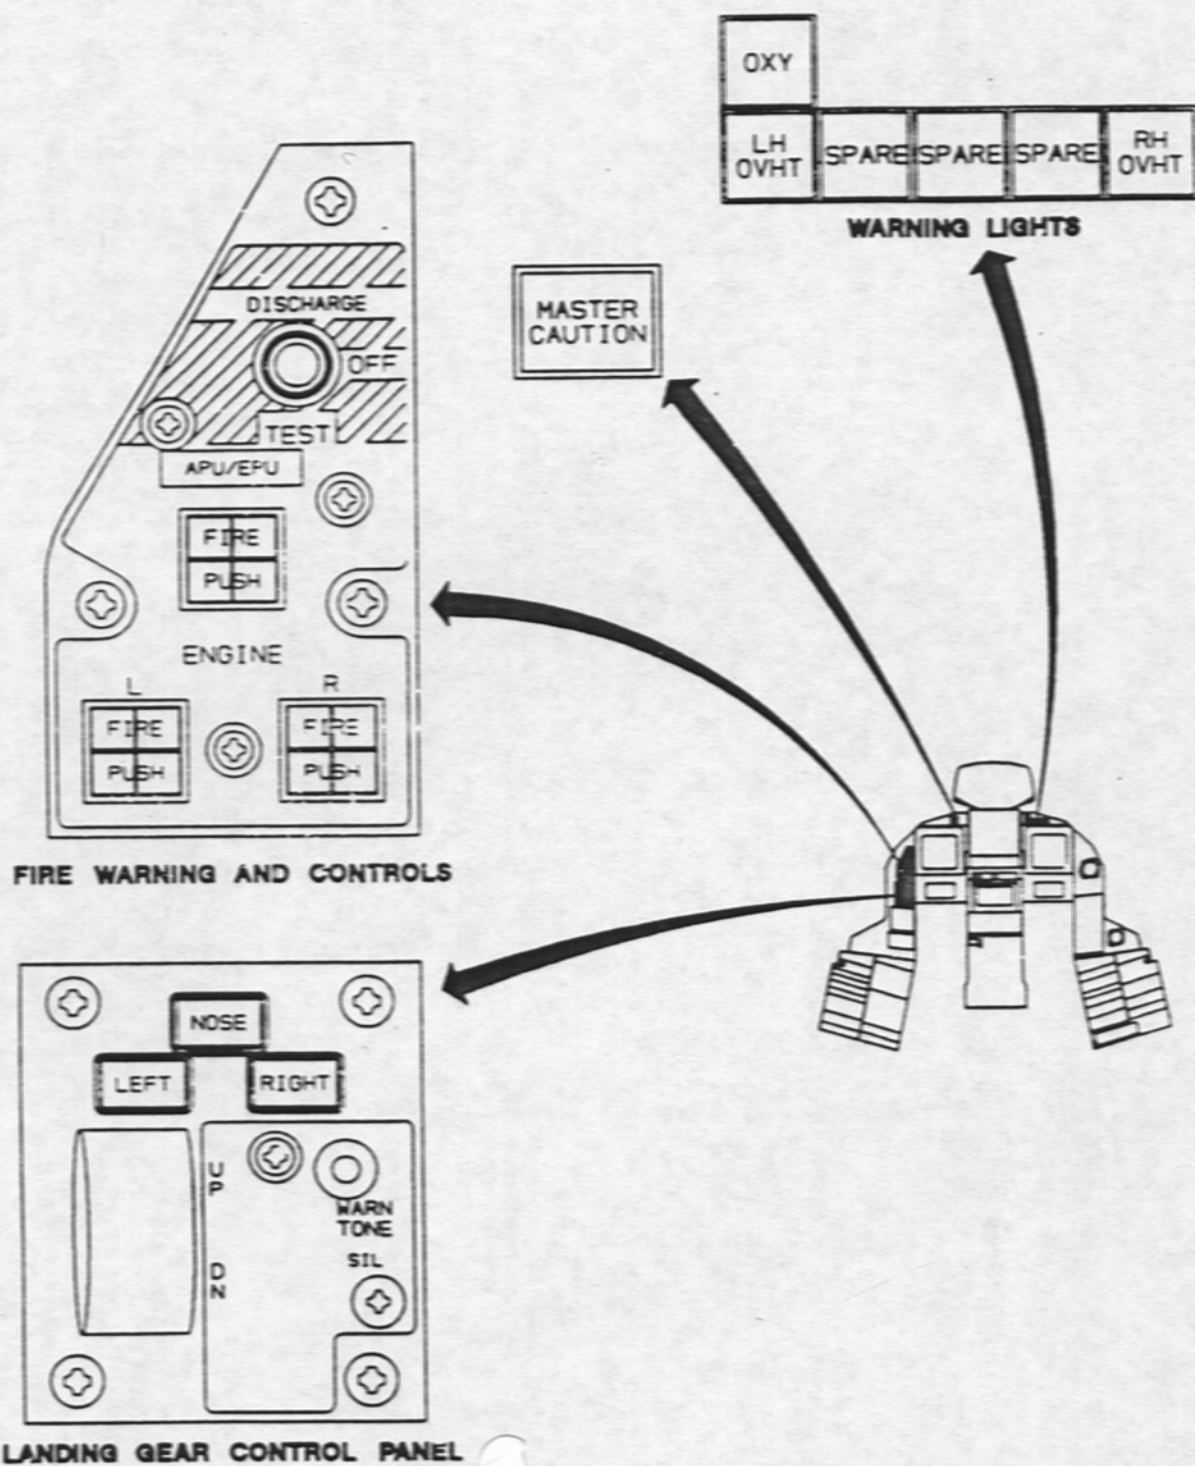 OXY
LH
OVHT
SPARE
SPARE
SPARE
RH
OVHT
WARNING LIGHTS
MASTER
CAUTION
DISCHARGE
OFF
TEST
APU/EPU
FIRE
PUSH
ENGINE
L
R
FIRE
FIRE
PUSH
PUSH
FIRE WARNING AND CONTROLS
NOSE
LEFT
RIGHT
UP
WARN
TONE
SIL
DN
LANDING GEAR CONTROL PANEL